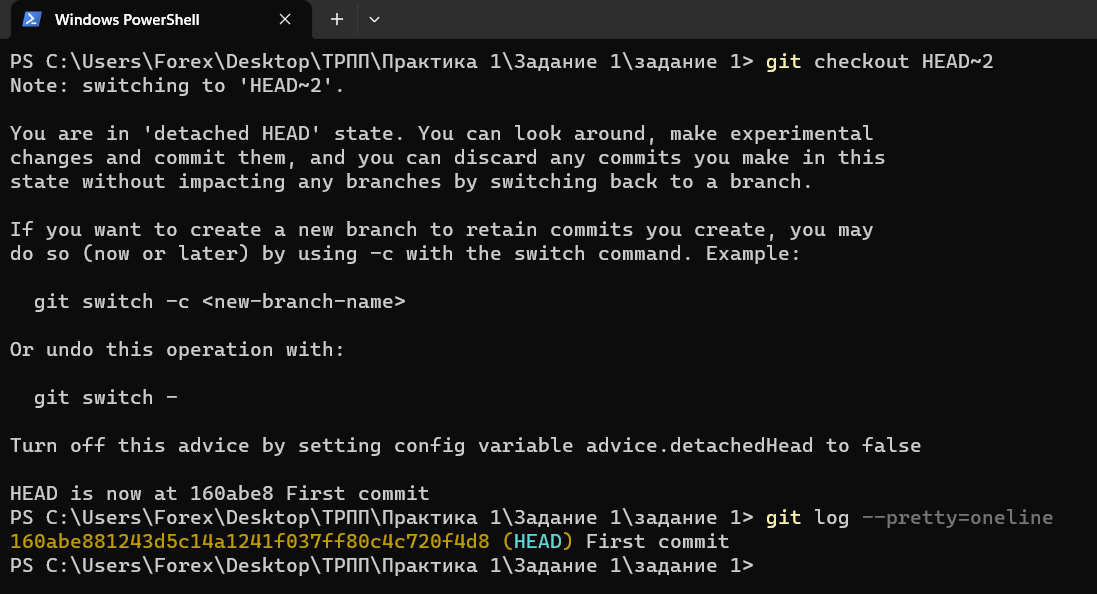 Windows PowerShell
PS C:\Users\Forex\Desktop\ТРПП\Практика 1\Задание 1\задание 1> git checkout HEAD~2
Note: switching to 'HEAD~2'.
You are in 'detached HEAD' state. You can look around, make experimental
changes and commit them, and you can discard any commits you make in this
state without impacting any branches by switching back to a branch.
If you want to create a new branch to retain commits you create, you may
do so (now or later) by using -c with the switch command. Example:
git switch -c <new-branch-name>
Or undo this operation with:
git switch -
Turn off this advice by setting config variable advice.detachedHead to false
HEAD is now at 160abe8 First commit
PS C:\Users\Forex\Desktop\ТРПП\Практика 1\Задание 1\задание 1> git log --pretty=oneline
160abe881243d5c14a1241f037ff80c4c720f4d8 (HEAD) First commit
PS C:\Users\Forex\Desktop\ТРПП\Практика 1\Задание 1\задание 1>